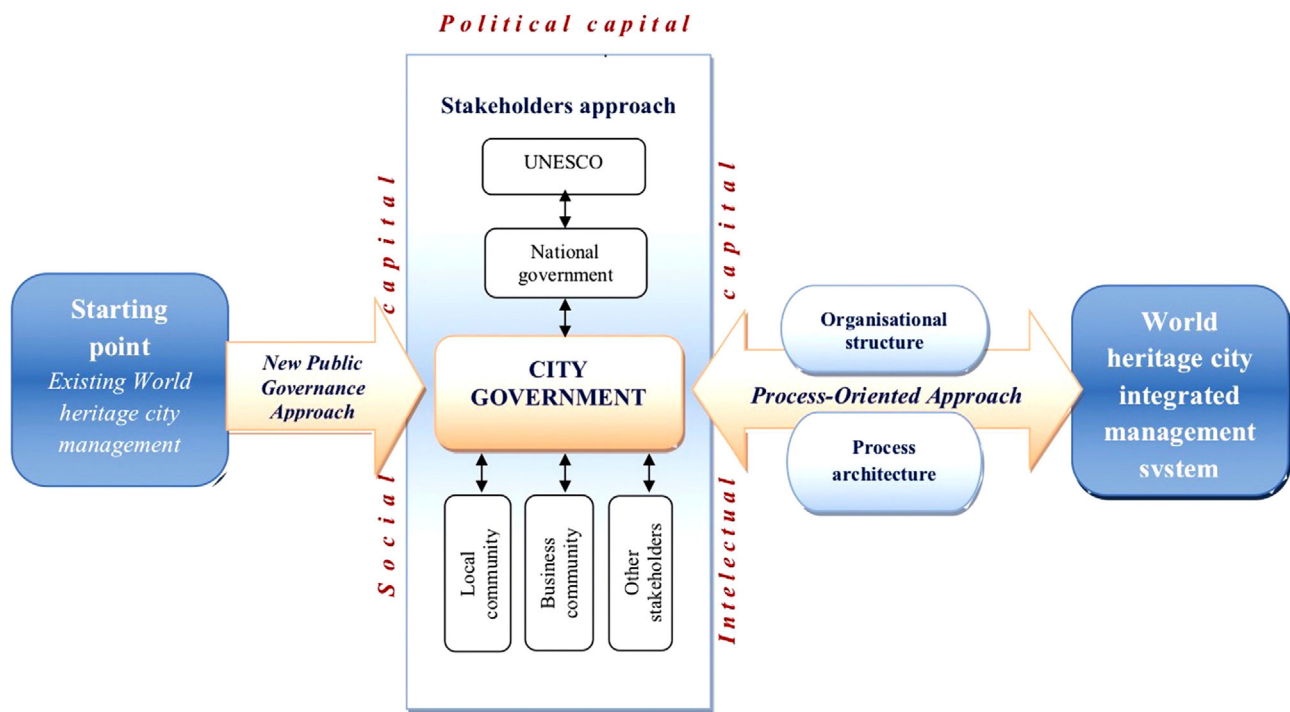 Political capital
Stakeholders approach
UNESCO
National
government
Social capital
Intelectual capital
Starting
point
Existing World
heritage city
management
New Public
Governance
Approach
CITY
GOVERNMENT
Organisational
structure
Process-Oriented Approach
Process
architecture
World
heritage city
integrated
management
system
Local
community
Business
community
Other
stakeholders